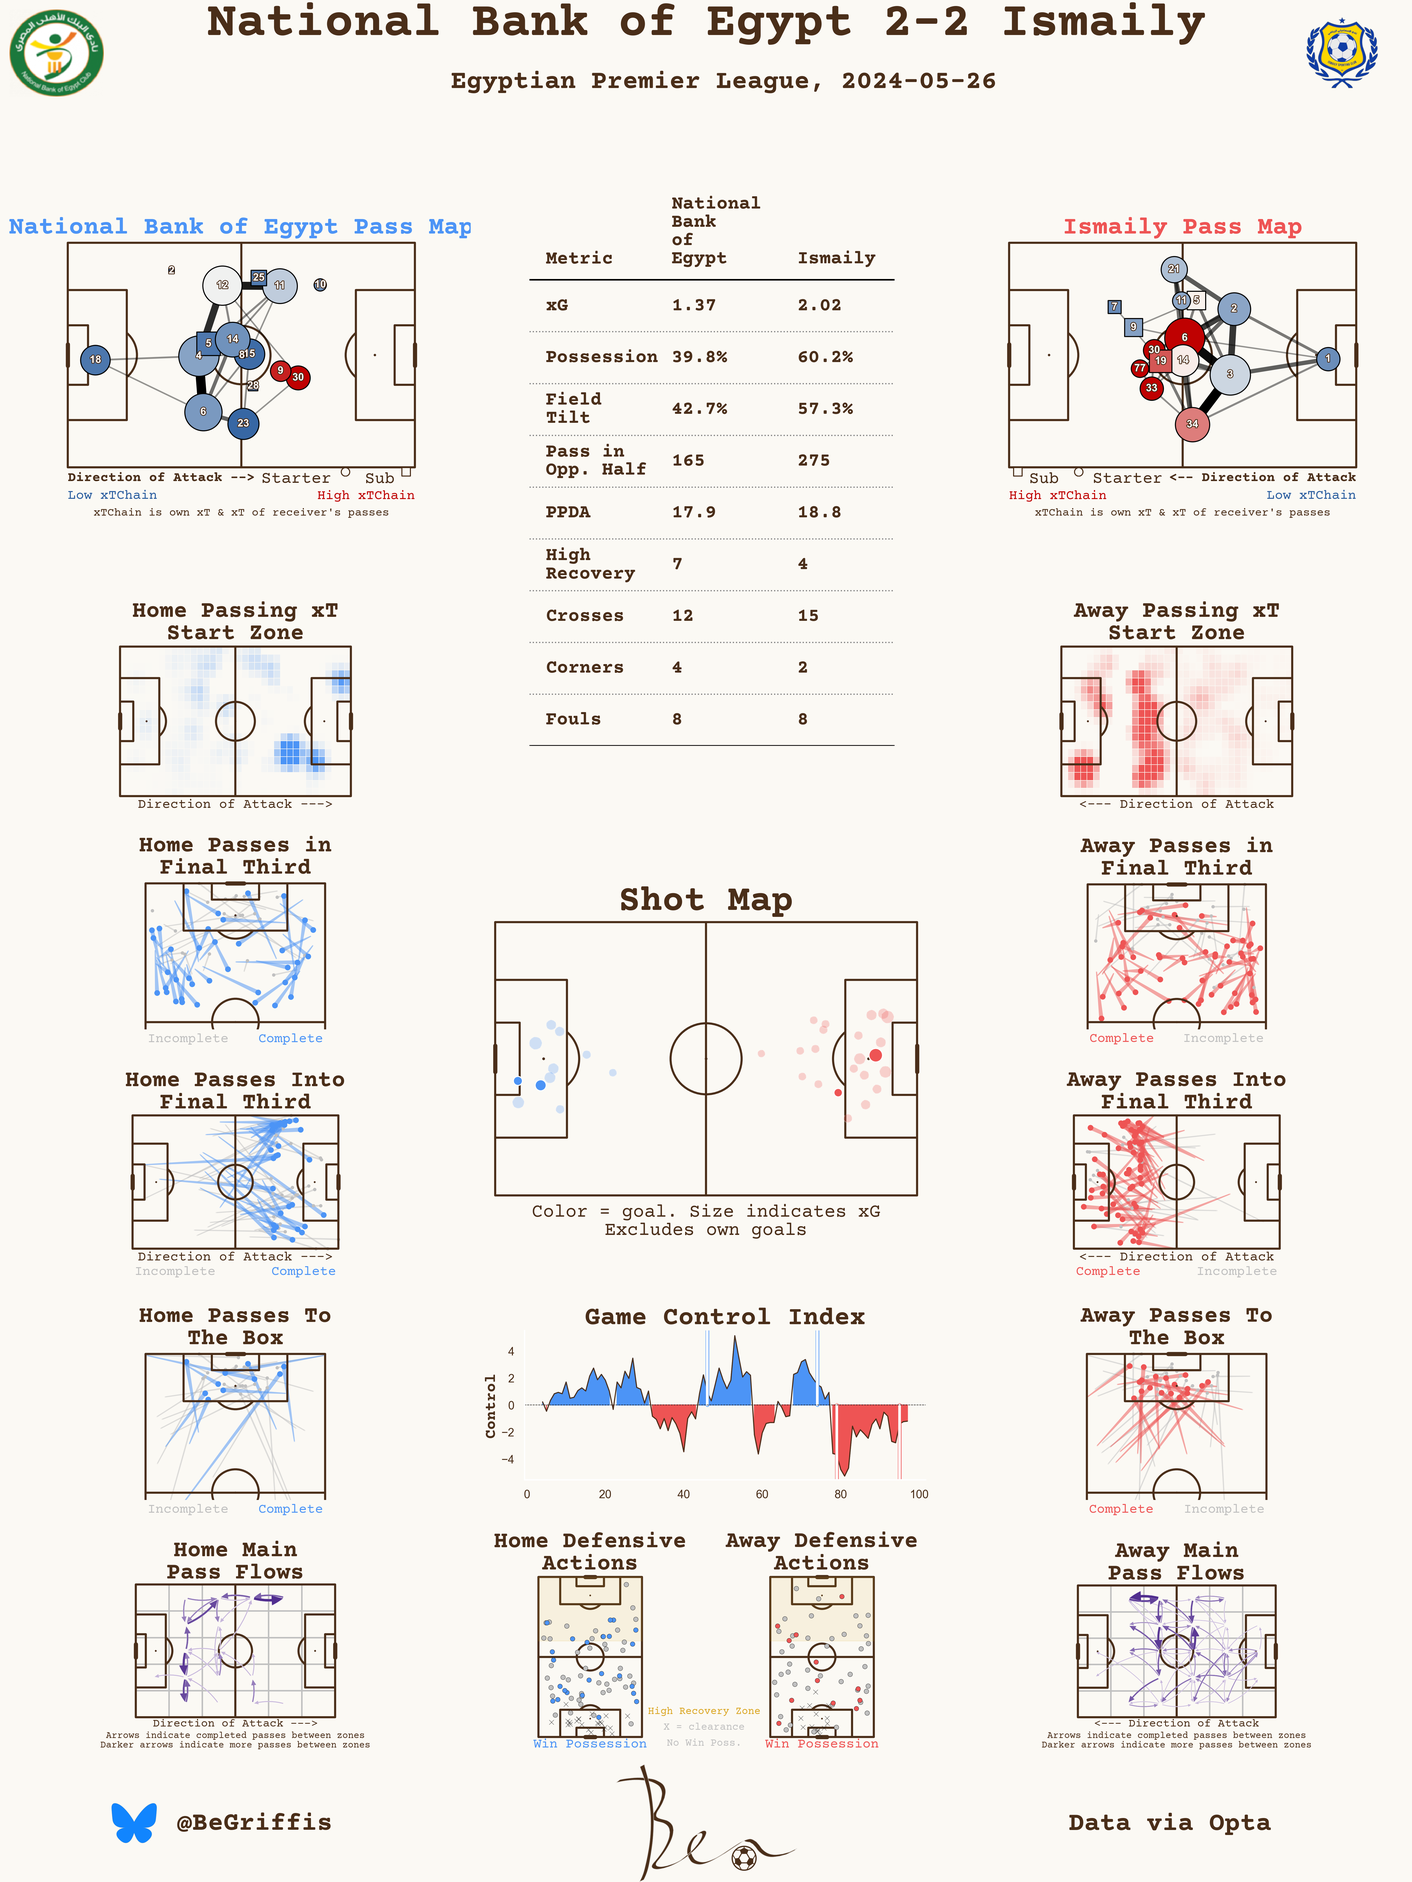 National Bank of Egypt 2-2 Ismaily
Egyptian Premier League, 2024-05-26
National Bank of Egypt Pass Map
2
12
25
11
10
5
14
4
8
15
18
9
30
28
6
23
Direction of Attack --> Starter Sub
Low xTChain High xTChain
xTChain is own xT & xT of receiver's passes
National
Bank
of
Metric Egypt Ismaily
xG 1.37 2.02
Possession 39.8% 60.2%
Field
Tilt 42.7% 57.3%
Pass in
Opp. Half 165 275
PPDA 17.9 18.8
High
Recovery 7 4
Crosses 12 15
Corners 4 2
Fouls 8 8
Ismaily Pass Map
21
7
11
5
2
9
6
30
19
14
1
77
3
33
34
Sub Starter <-- Direction of Attack
High xTChain Low xTChain
xTChain is own xT & xT of receiver's passes
Home Passing xT
Start Zone
Direction of Attack --->
Away Passing xT
Start Zone
<--- Direction of Attack
Home Passes in
Final Third
Incomplete Complete
Away Passes in
Final Third
Complete Incomplete
Shot Map
Color = goal. Size indicates xG
Excludes own goals
Home Passes Into
Final Third
Direction of Attack --->
Incomplete Complete
Away Passes Into
Final Third
<--- Direction of Attack
Complete Incomplete
Home Passes To
The Box
Incomplete Complete
Game Control Index
Control
4
2
0
−2
−4
0 20 40 60 80 100
Away Passes To
The Box
Complete Incomplete
Home Main
Pass Flows
Direction of Attack --->
Arrows indicate completed passes between zones
Darker arrows indicate more passes between zones
Home Defensive
Actions
Win Possession
High Recovery Zone
X = clearance
No Win Poss.
Away Defensive
Actions
Win Possession
Away Main
Pass Flows
<--- Direction of Attack
Arrows indicate completed passes between zones
Darker arrows indicate more passes between zones
@BeGriffis
Ben
Data via Opta